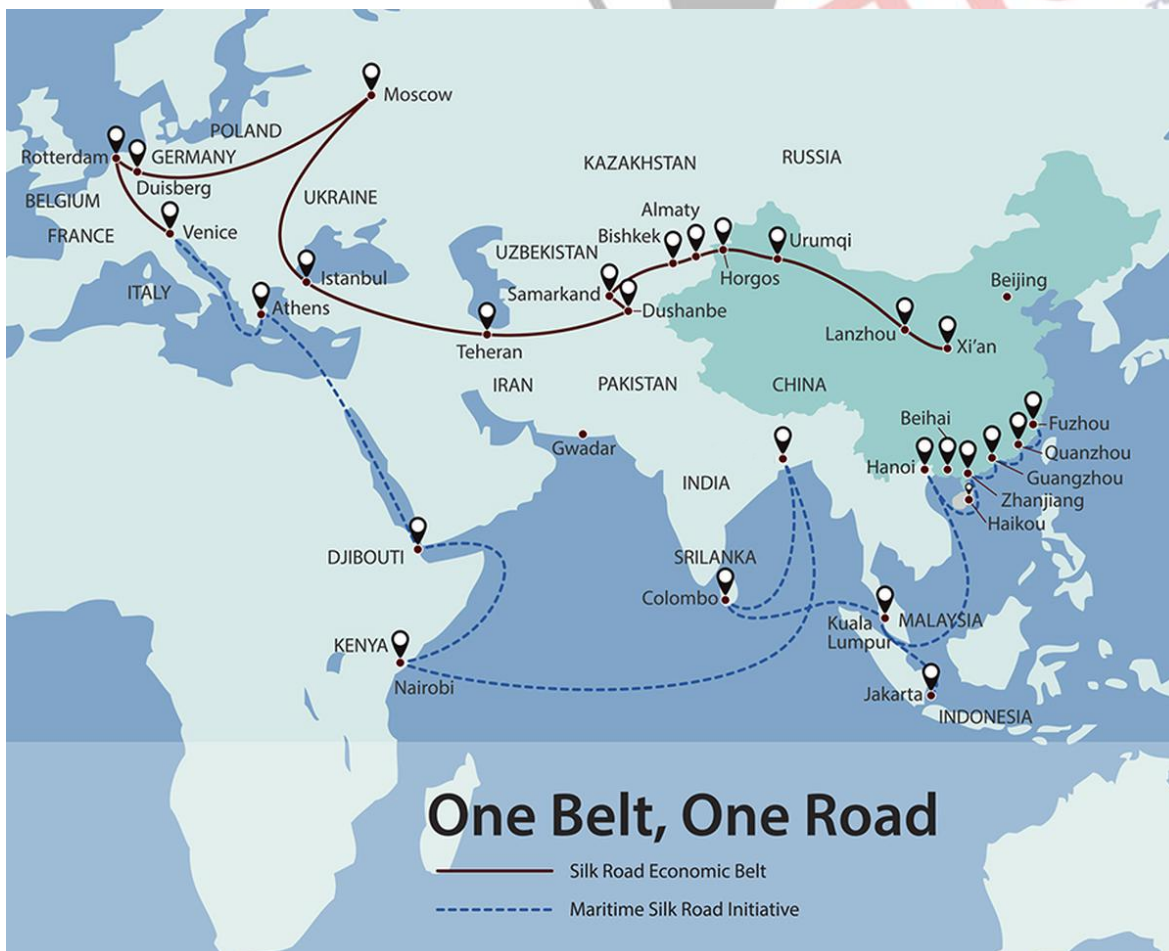 Moscow
POLAND
Rotterdam
GERMANY
Duisberg
BELGIUM
FRANCE
Venice
ITALY
UKRAINE
Istanbul
Athens
KAZAKHSTAN
RUSSIA
Almaty
Bishkek
UZBEKISTAN
Samarkand
Horgos
Urumqi
Dushanbe
Teheran
Beijing
Lanzhou
Xi'an
IRAN
PAKISTAN
CHINA
Gwadar
INDIA
Beihai
Hanoi
Fuzhou
Quanzhou
Guangzhou
Zhanjiang
Haikou
DJIBOUTI
SRILANKA
Colombo
KENYA
Nairobi
Kuala
Lumpur
MALAYSIA
Jakarta
INDONESIA
One Belt, One Road
Silk Road Economic Belt
Maritime Silk Road Initiative